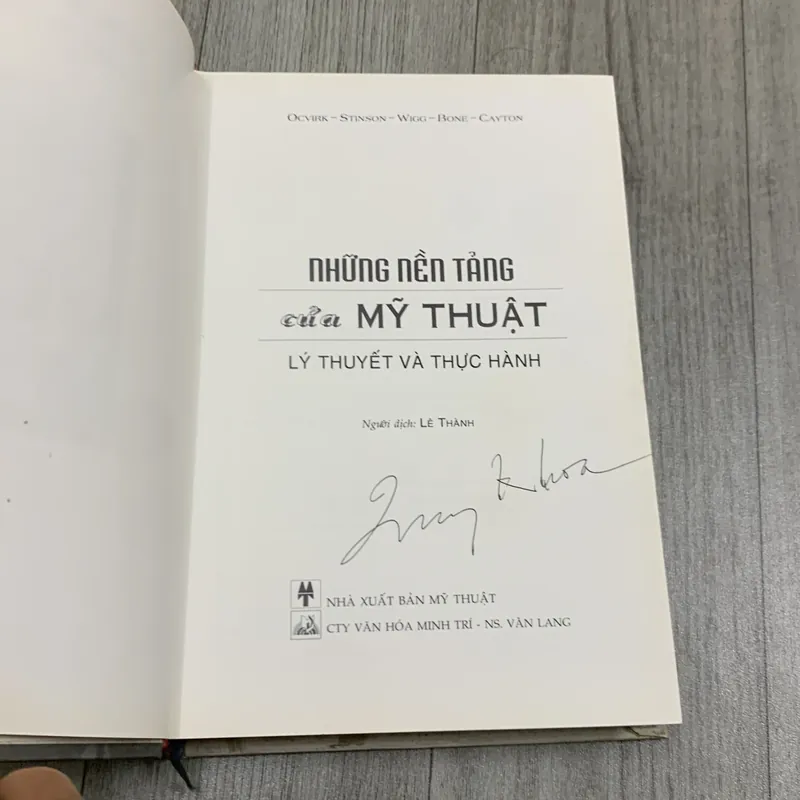 OCVIRK – STINSON – WIGG – BONE – CAYTON
NHỮNG NỀN TẢNG
của MỸ THUẬT
LÝ THUYẾT VÀ THỰC HÀNH
Người dịch: LÊ THÀNH
NHÀ XUẤT BẢN MỸ THUẬT
CTY VĂN HÓA MINH TRÍ - NS. VĂN LANG